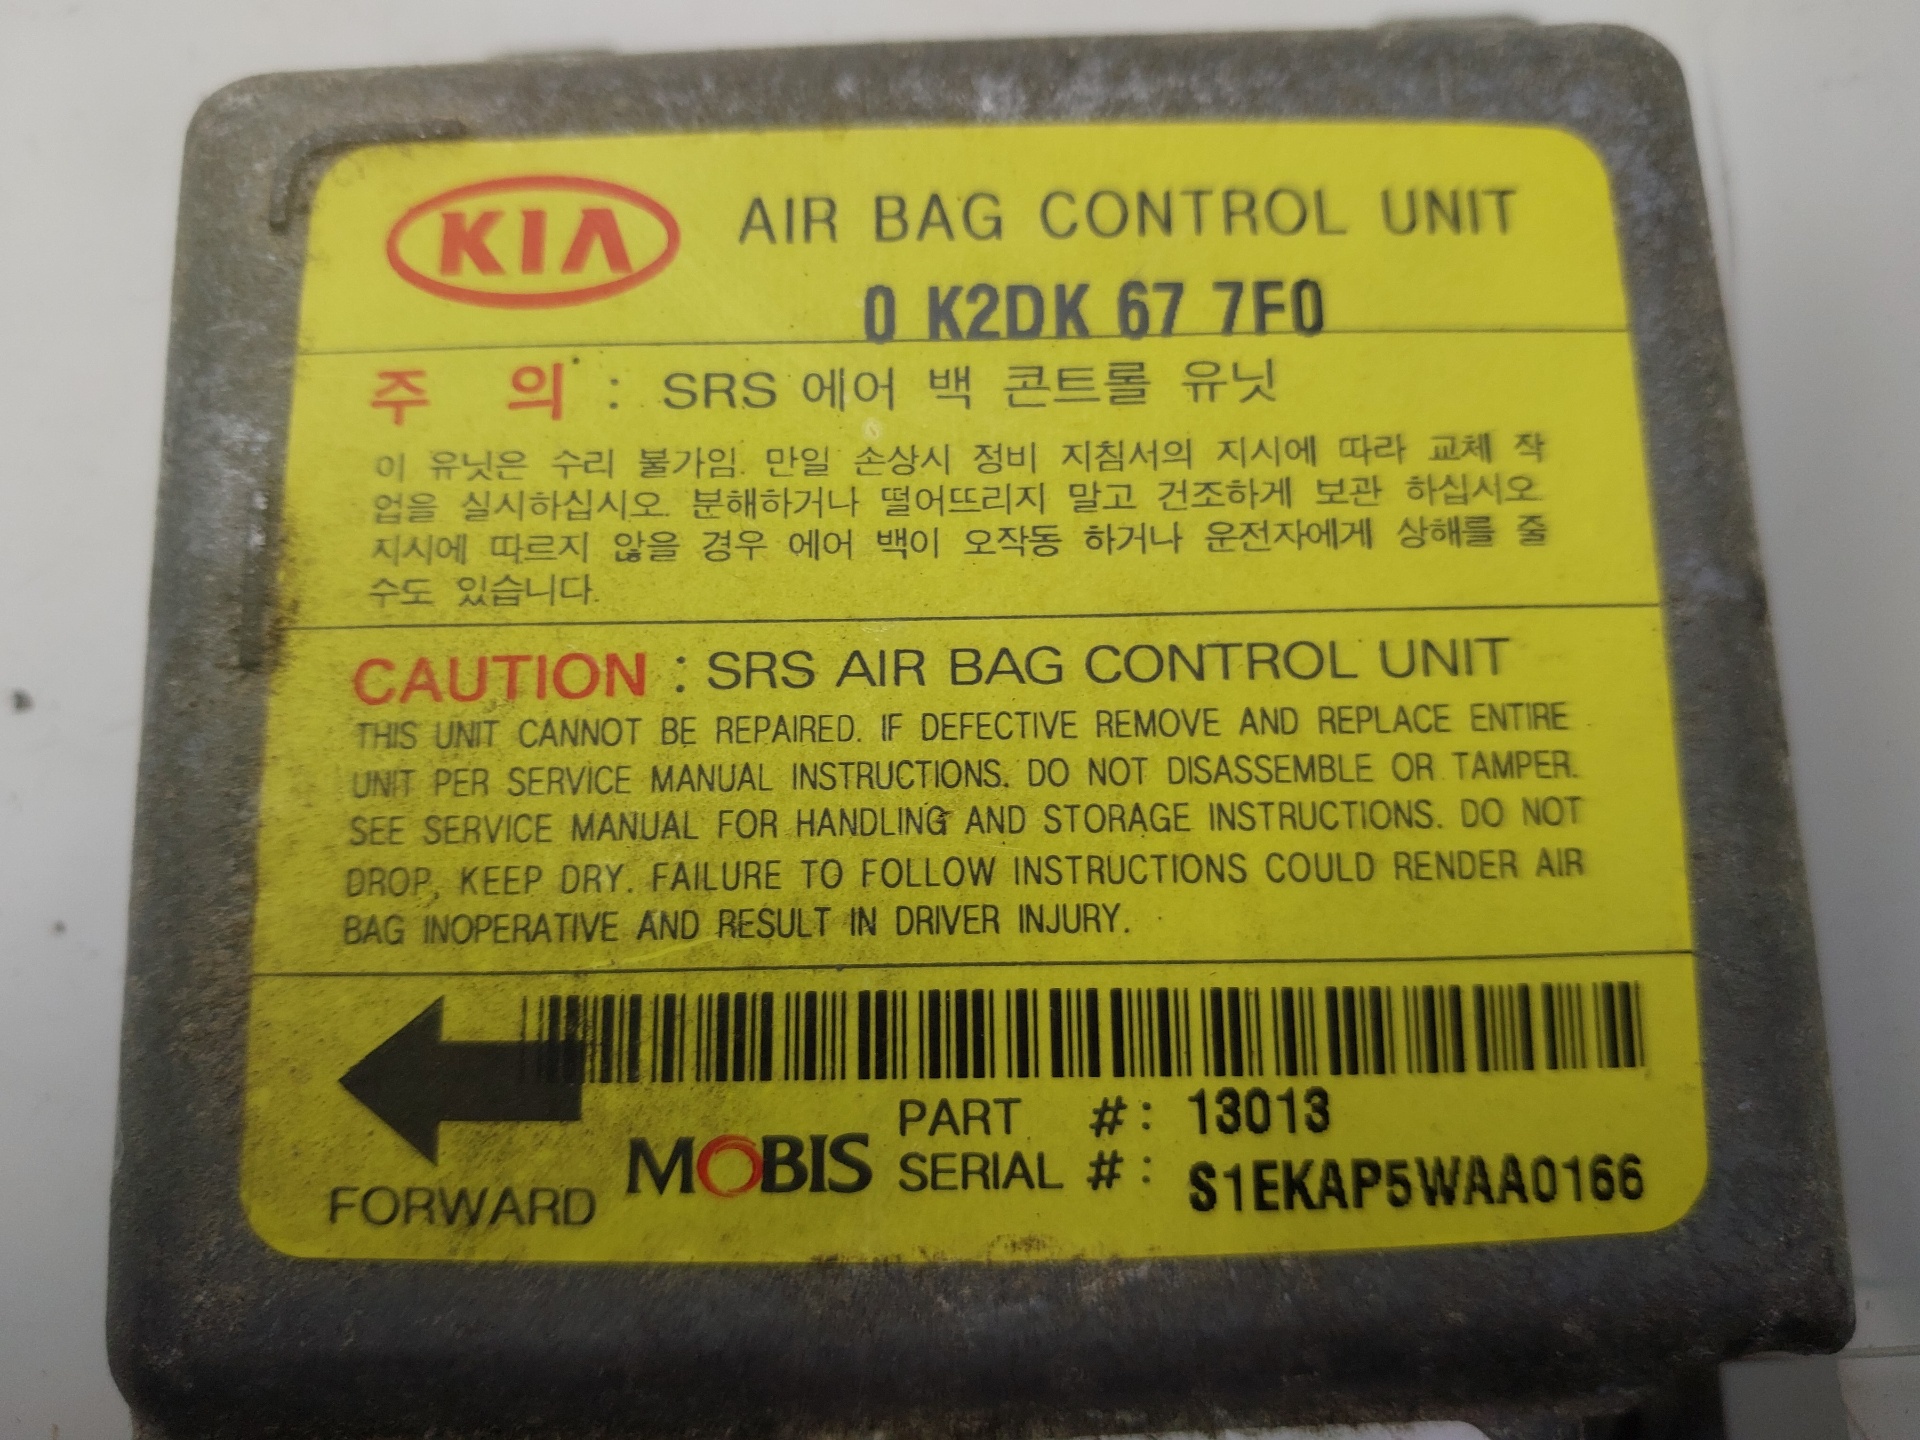 KIA AIR BAG CONTROL UNIT
0 K2DK 67 7F0
주 의 : SRS 에어 백 콘트롤 유닛
이 유닛은 수리 불가임. 만일 손상시 정비 지침서의 지시에 따라 교체 작
업을 실시하십시오. 분해하거나 떨어뜨리지 말고 건조하게 보관 하십시오
지시에 따르지 않을 경우 에어 백이 오작동 하거나 운전자에게 상해를 줄
수도 있습니다.
CAUTION : SRS AIR BAG CONTROL UNIT
THIS UNIT CANNOT BE REPAIRED. IF DEFECTIVE REMOVE AND REPLACE ENTIRE
UNIT PER SERVICE MANUAL INSTRUCTIONS. DO NOT DISASSEMBLE OR TAMPER.
SEE SERVICE MANUAL FOR HANDLING AND STORAGE INSTRUCTIONS. DO NOT
DROP, KEEP DRY. FAILURE TO FOLLOW INSTRUCTIONS COULD RENDER AIR
BAG INOPERATIVE AND RESULT IN DRIVER INJURY.
PART #: 13013
MOBIS SERIAL #: S1EKAP5WAA0166
FORWARD